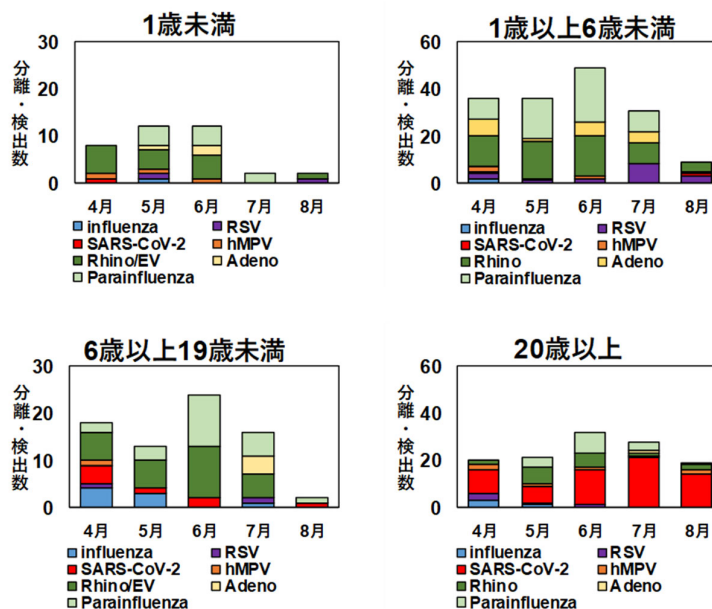 1歳未満
30
20
10
0
分離・検出数
4月 5月 6月 7月 8月
influenza RSV
SARS-CoV-2 hMPV
Rhino/EV Adeno
Parainfluenza
1歳以上6歳未満
60
40
20
0
分離・検出数
4月 5月 6月 7月 8月
influenza RSV
SARS-CoV-2 hMPV
Rhino Adeno
Parainfluenza
6歳以上19歳未満
30
20
10
0
分離・検出数
4月 5月 6月 7月 8月
influenza RSV
SARS-CoV-2 hMPV
Rhino/EV Adeno
Parainfluenza
20歳以上
60
40
20
0
分離・検出数
4月 5月 6月 7月 8月
influenza RSV
SARS-CoV-2 hMPV
Rhino Adeno
Parainfluenza